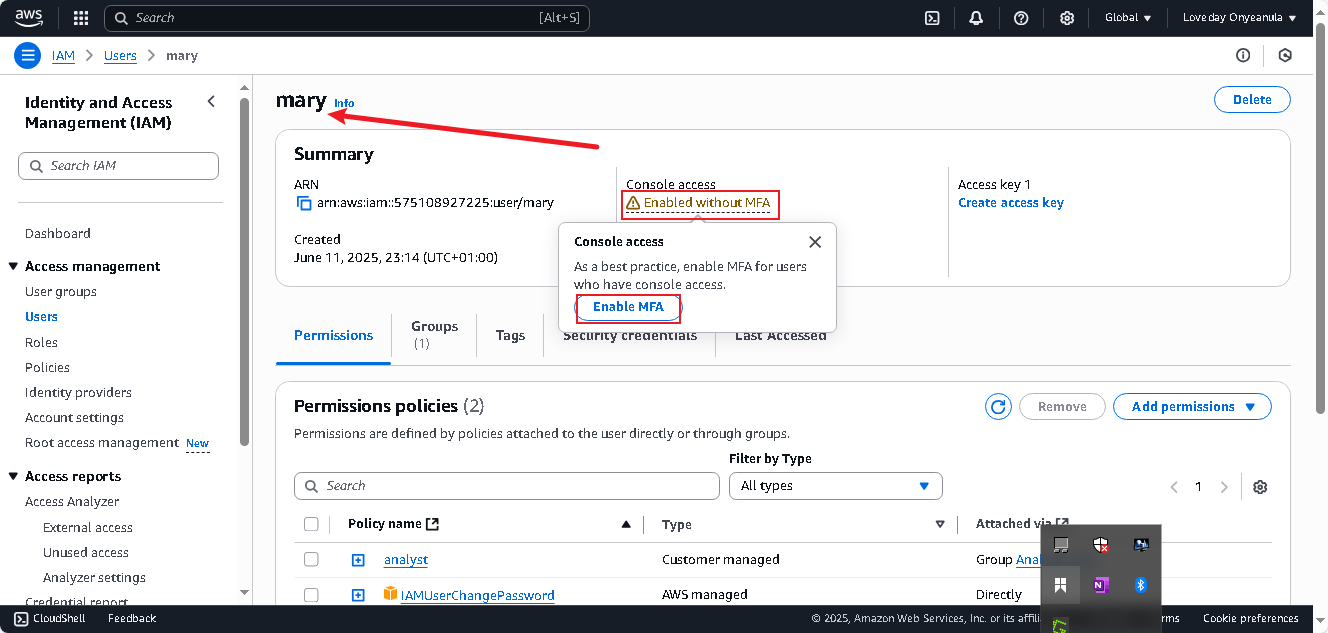 aws
Search
[Alt+S]
Global
Loveday Onyeanula
IAM
Users
mary
Identity and Access
Management (IAM)
Search IAM
Dashboard
Access management
User groups
Users
Roles
Policies
Identity providers
Account settings
Root access management New
Access reports
Access Analyzer
External access
Unused access
Analyzer settings
Credential report
mary Info
Delete
Summary
ARN
arn:aws:iam::575108927225:user/mary
Created
June 11, 2025, 23:14 (UTC+01:00)
Console access
Enabled without MFA
Access key 1
Create access key
Console access
As a best practice, enable MFA for users
who have console access.
Enable MFA
Permissions
Groups
(1)
Tags
Security credentials
Last Accessed
Permissions policies (2)
Remove
Add permissions
Permissions are defined by policies attached to the user directly or through groups.
Filter by Type
Search
All types
1
Policy name
Type
Attached via
analyst
Customer managed
Group
IAMUserChangePassword
AWS managed
Directly
CloudShell
Feedback
© 2025, Amazon Web Services, Inc. or its
Cookie preferences